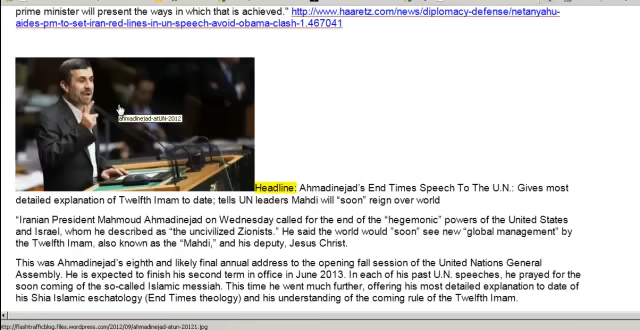 prime minister will present the ways in which that is achieved." http://www.haaretz.com/news/diplomacy-defense/netanyahu-
aides-pm-to-set-iran-red-lines-in-un-speech-avoid-obama-clash-1.467041
ahmadinejad-atUN-2012
Headline: Ahmadinejad's End Times Speech To The U.N.: Gives most
detailed explanation of Twelfth Imam to date; tells UN leaders Mahdi will "soon" reign over world
"Iranian President Mahmoud Ahmadinejad on Wednesday called for the end of the "hegemonic" powers of the United States
and Israel, whom he described as "the uncivilized Zionists." He said the world would "soon" see new "global management" by
the Twelfth Imam, also known as the "Mahdi," and his deputy, Jesus Christ.
This was Ahmadinejad's eighth and likely final annual address to the opening fall session of the United Nations General
Assembly. He is expected to finish his second term in office in June 2013. In each of his past U.N. speeches, he prayed for the
soon coming of the so-called Islamic messiah. This time he went much further, offering his most detailed explanation to date of
his Shia Islamic eschatology (End Times theology) and his understanding of the coming rule of the Twelfth Imam.
http://flashtrafficblog.files.wordpress.com/2012/09/ahmadinejad-atun-20121.jpg